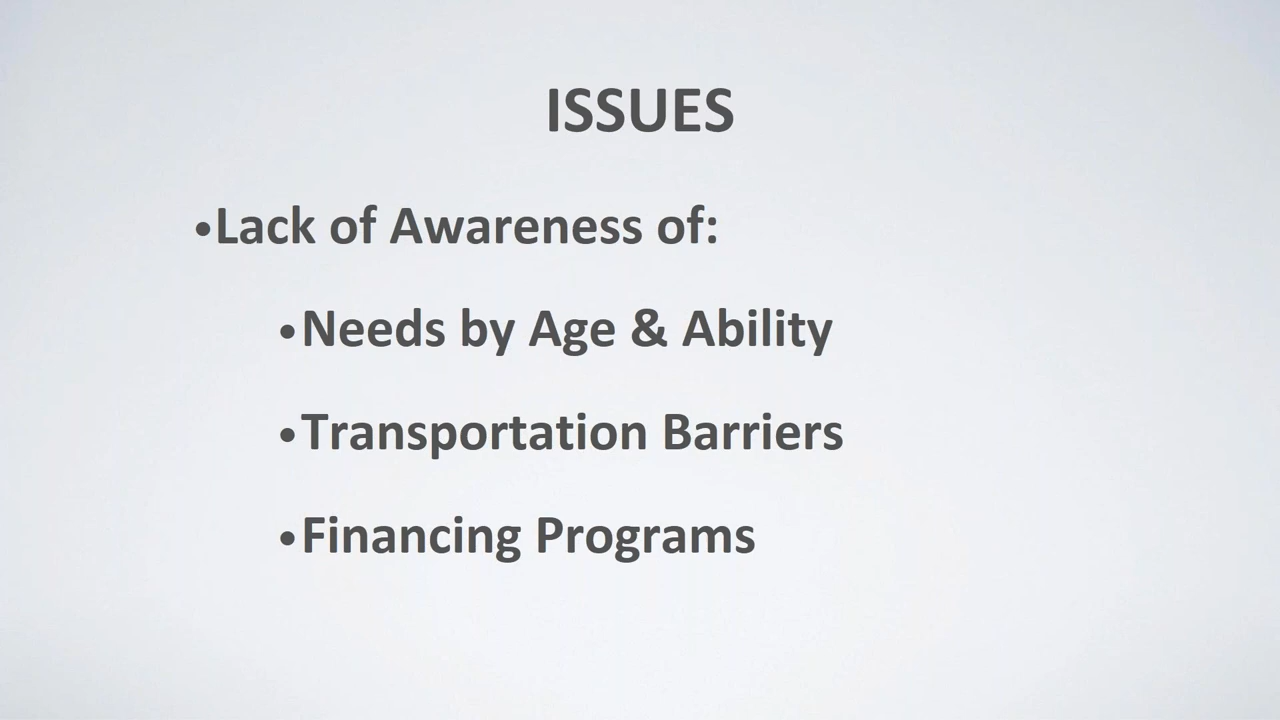 ISSUES
•Lack of Awareness of:
•Needs by Age & Ability
•Transportation Barriers
•Financing Programs